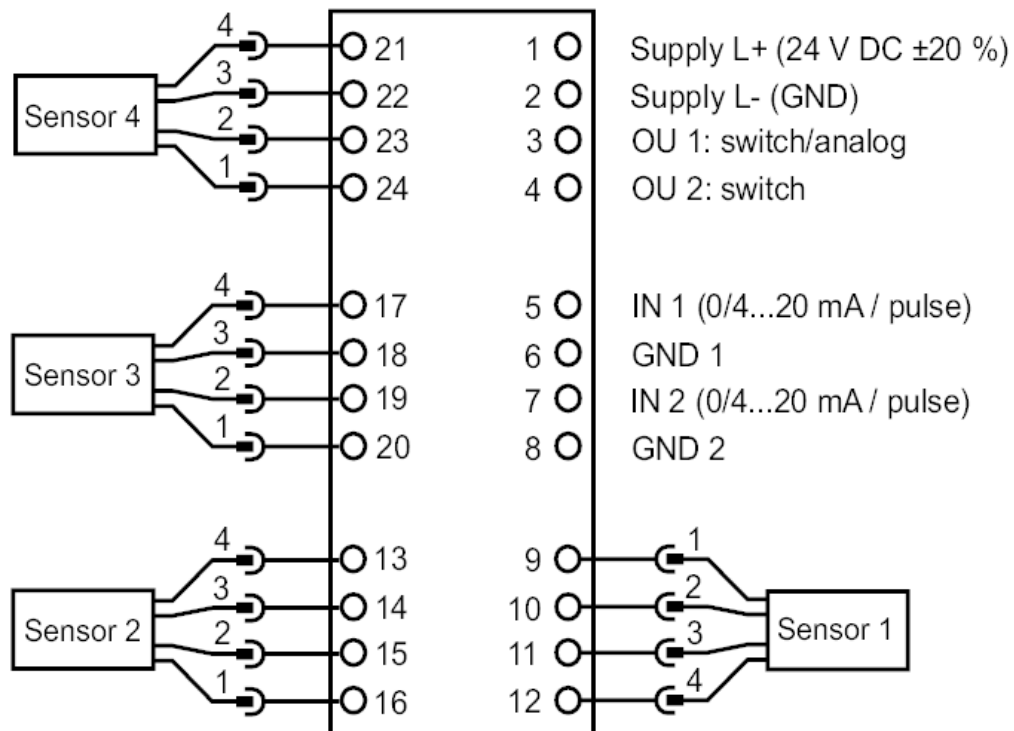 4 21 1 Supply L+ (24 V DC ±20 %)
3 22 2 Supply L- (GND)
Sensor 4
2 23 3 OU 1: switch/analog
1 24 4 OU 2: switch
4 17 5 IN 1 (0/4...20 mA / pulse)
3 18 6 GND 1
Sensor 3
2 19 7 IN 2 (0/4...20 mA / pulse)
1 20 8 GND 2
4 13 9 1
3 14 10 2
Sensor 2 Sensor 1
2 15 11 3
1 16 12 4